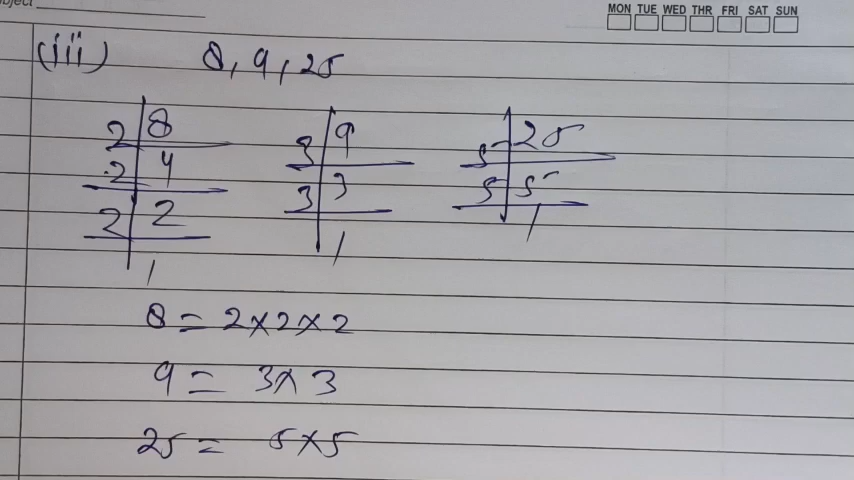 MON TUE WED THR FRI SAT SUN
(iii) 8, 9, 25
2 8 3 9 5 25
2 4 3 3 5 5
2 2 1 1
1
8 = 2×2×2
9 = 3×3
25 = 5×5